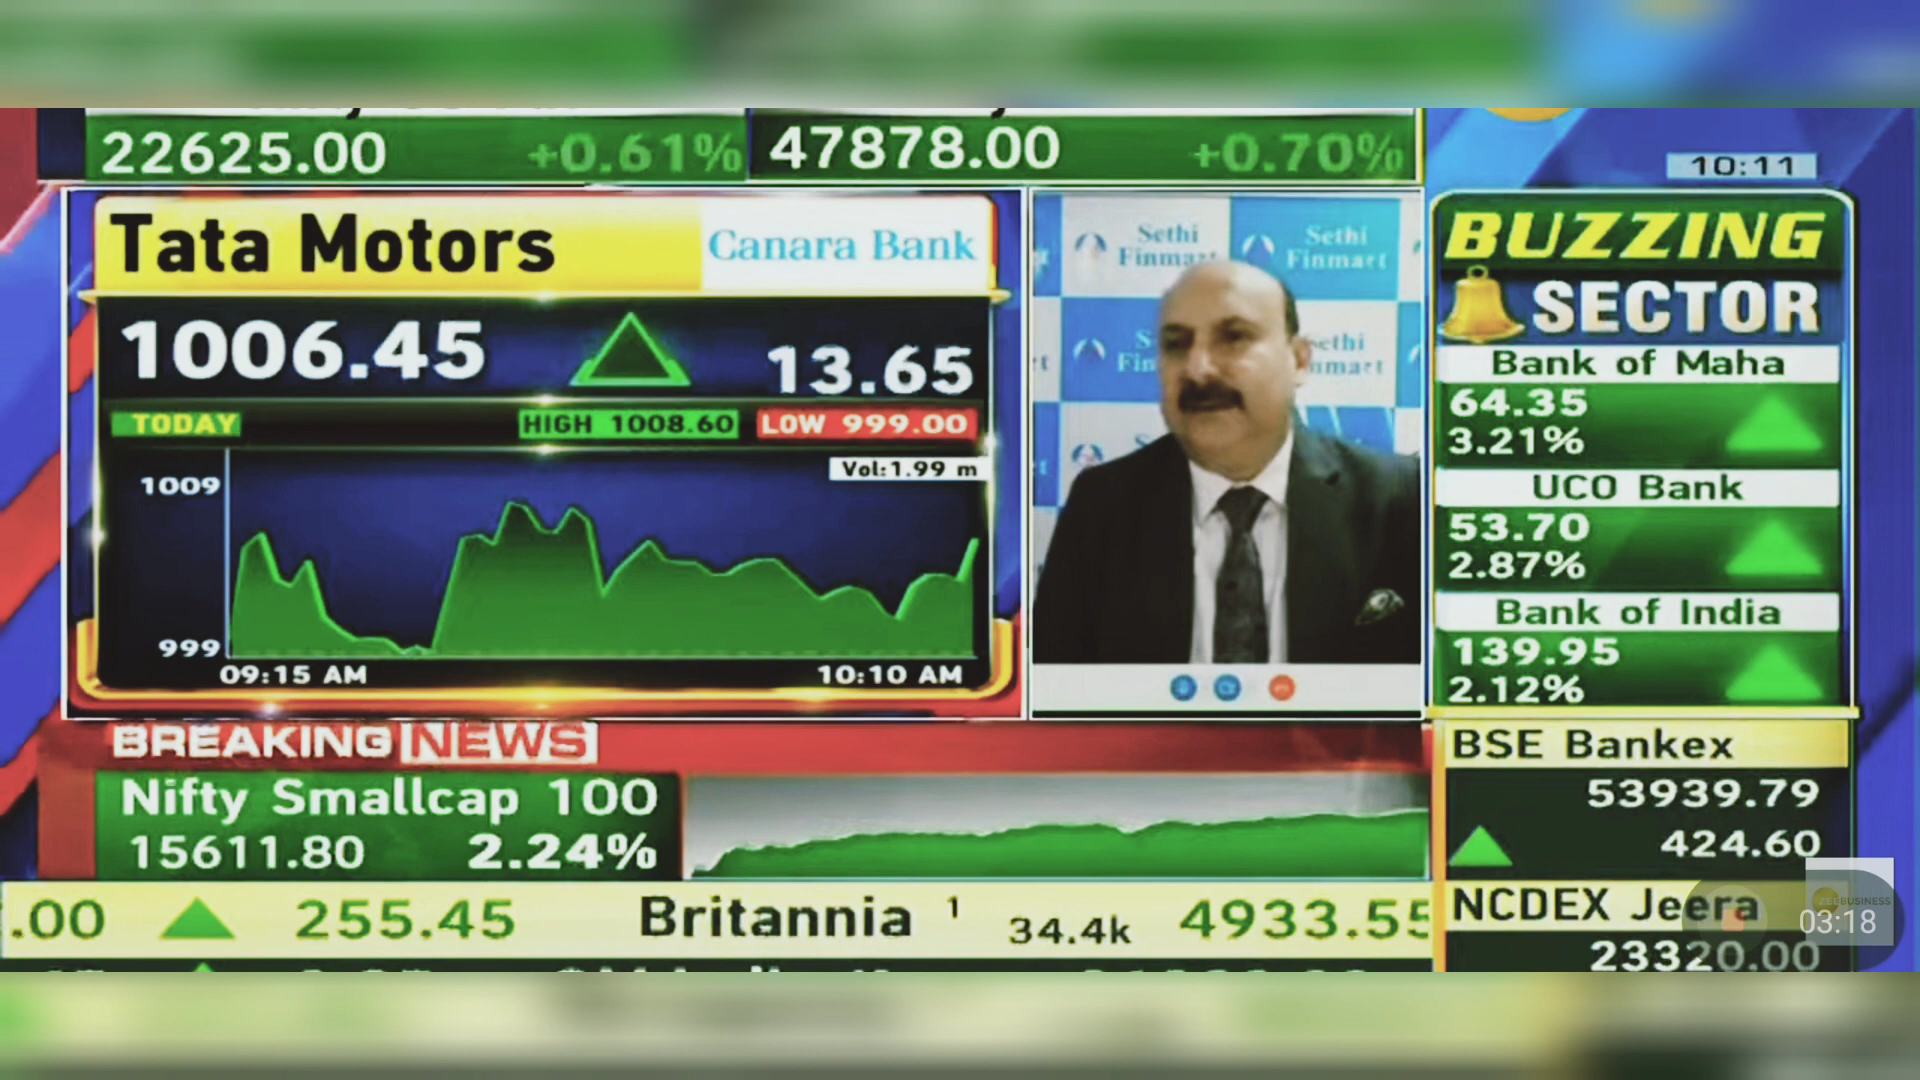 22625.00 +0.61% 47878.00 +0.70%
10:11
Tata Motors Canara Bank
1006.45 13.65
TODAY HIGH 1008.60 LOW 999.00
Vol:1.99 m
1009
999
09:15 AM 10:10 AM
Sethi Finmart Sethi Finmart
Sethi Finmart
BUZZING
SECTOR
Bank of Maha
64.35
3.21%
UCO Bank
53.70
2.87%
Bank of India
139.95
2.12%
BREAKING NEWS
Nifty Smallcap 100
15611.80 2.24%
BSE Bankex
53939.79
424.60
NCDEX Jeera
23320.00
.00 255.45 Britannia 1 34.4k 4933.55
ZEEBUSINESS
03:18